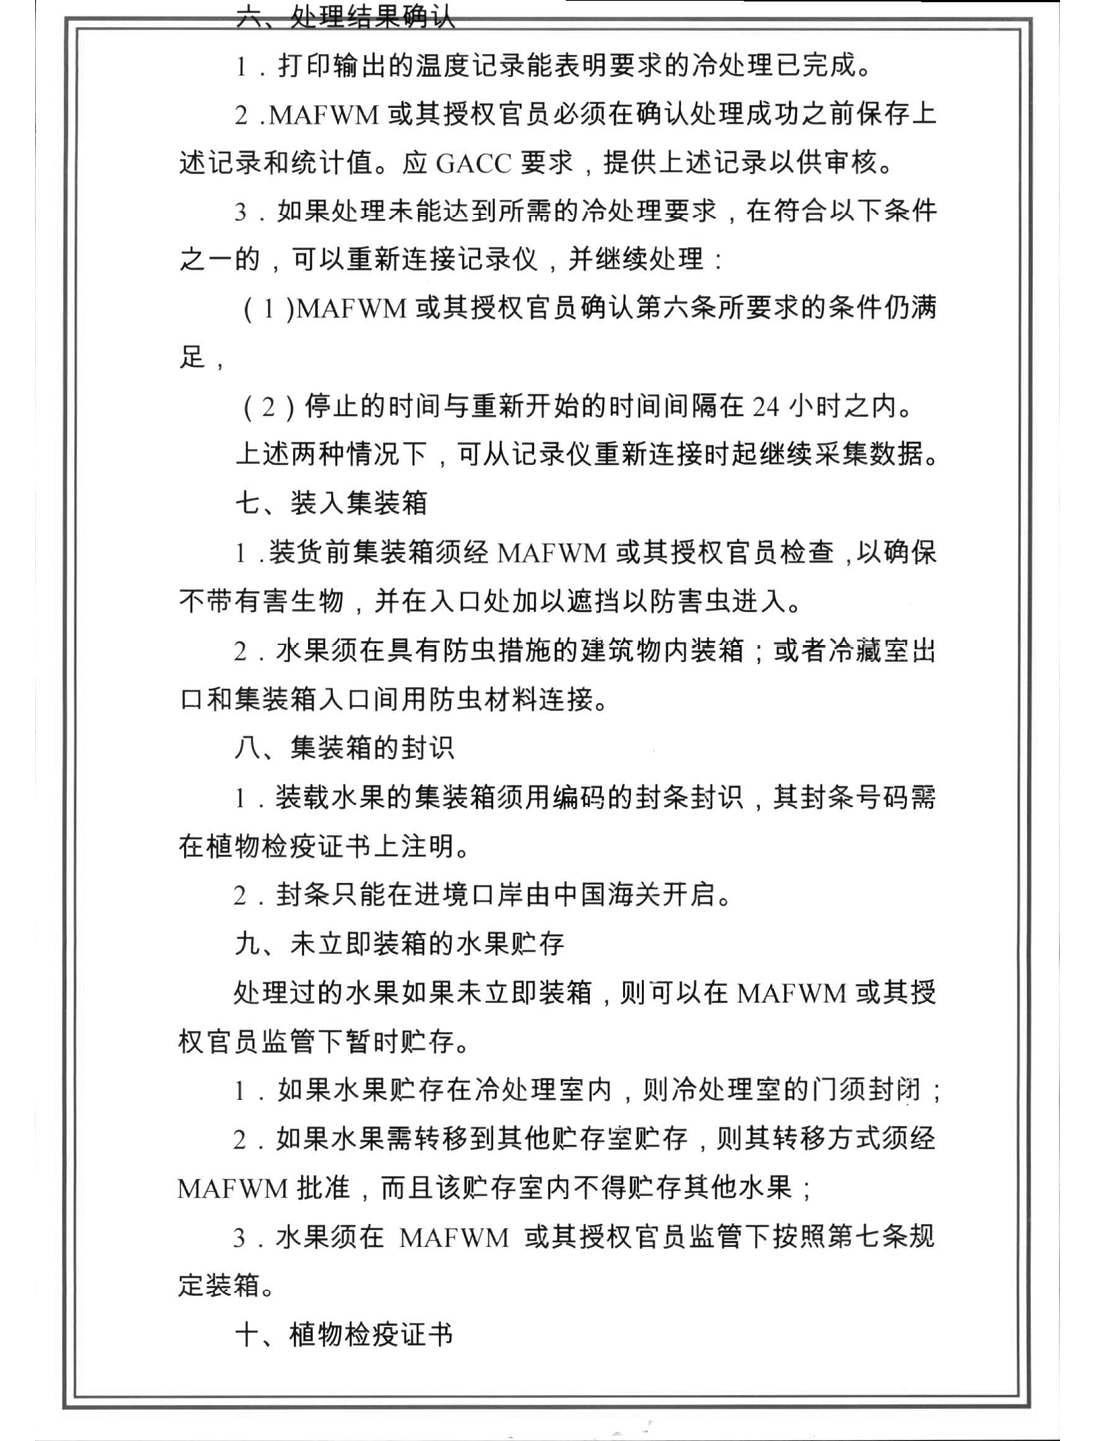 六、处理结果确认
1．打印输出的温度记录能表明要求的冷处理已完成。
2 .MAFWM 或其授权官员必须在确认处理成功之前保存上
述记录和统计值。应 GACC 要求，提供上述记录以供审核。
3．如果处理未能达到所需的冷处理要求，在符合以下条件
之一的，可以重新连接记录仪，并继续处理：
（1）MAFWM 或其授权官员确认第六条所要求的条件仍满
足，
（2）停止的时间与重新开始的时间间隔在 24 小时之内。
上述两种情况下，可从记录仪重新连接时起继续采集数据。
七、装入集装箱
1 .装货前集装箱须经 MAFWM 或其授权官员检查，以确保
不带有害生物，并在入口处加以遮挡以防害虫进入。
2．水果须在具有防虫措施的建筑物内装箱；或者冷藏室出
口和集装箱入口间用防虫材料连接。
八、集装箱的封识
1．装载水果的集装箱须用编码的封条封识，其封条号码需
在植物检疫证书上注明。
2．封条只能在进境口岸由中国海关开启。
九、未立即装箱的水果贮存
处理过的水果如果未立即装箱，则可以在 MAFWM 或其授
权官员监管下暂时贮存。
1．如果水果贮存在冷处理室内，则冷处理室的门须封闭；
2．如果水果需转移到其他贮存室贮存，则其转移方式须经
MAFWM 批准，而且该贮存室内不得贮存其他水果；
3．水果须在 MAFWM 或其授权官员监管下按照第七条规
定装箱。
十、植物检疫证书